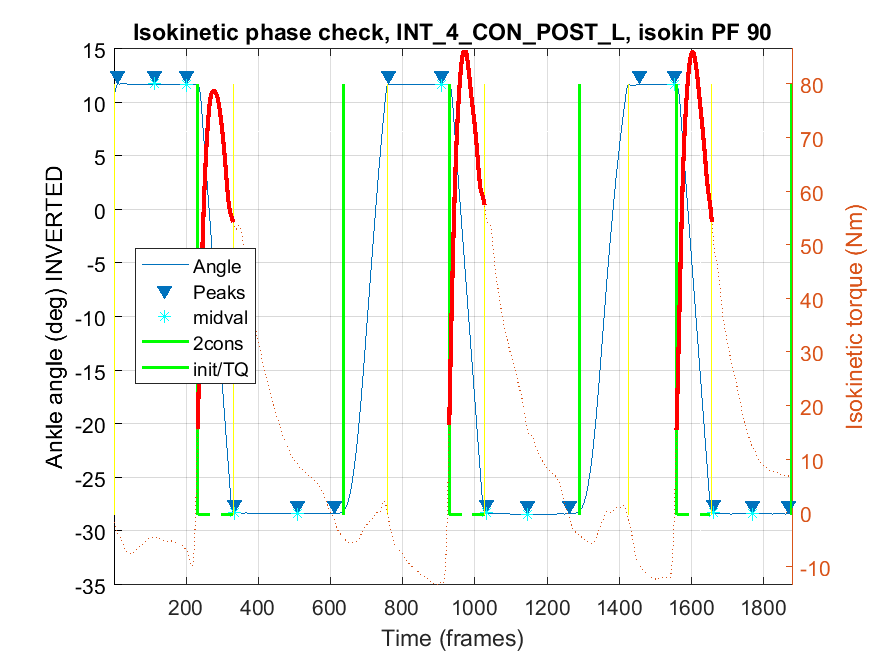 Isokinetic phase check, INT_4_CON_POST_L, isokin PF 90
15
10
5
0
-5
-10
-15
-20
-25
-30
-35
Ankle angle (deg) INVERTED
Angle
Peaks
midval
2cons
init/TQ
80
70
60
50
40
30
20
10
0
-10
Isokinetic torque (Nm)
200 400 600 800 1000 1200 1400 1600 1800
Time (frames)